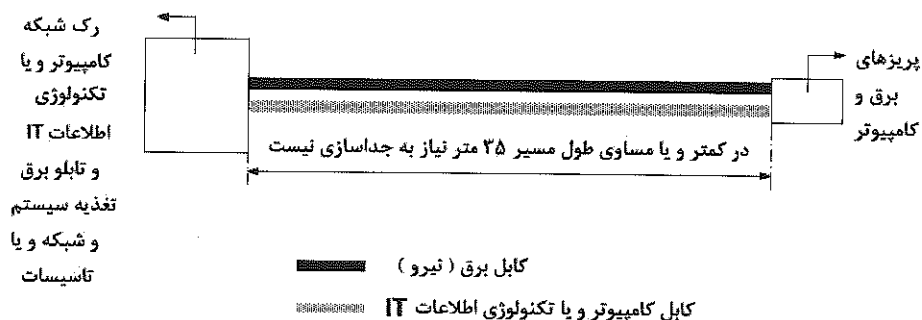 رک شبکه
کامپیوتر و یا
تکنولوژی
اطلاعات IT
و تابلو برق
تغذیه سیستم
و شبکه و یا
تاسیسات
پریزهای
برق و
کامپیوتر
در کمتر و یا مساوی طول مسیر ۳۵ متر نیاز به جداسازی نیست
کابل برق ( نیرو )
کابل کامپیوتر و یا تکنولوژی اطلاعات IT